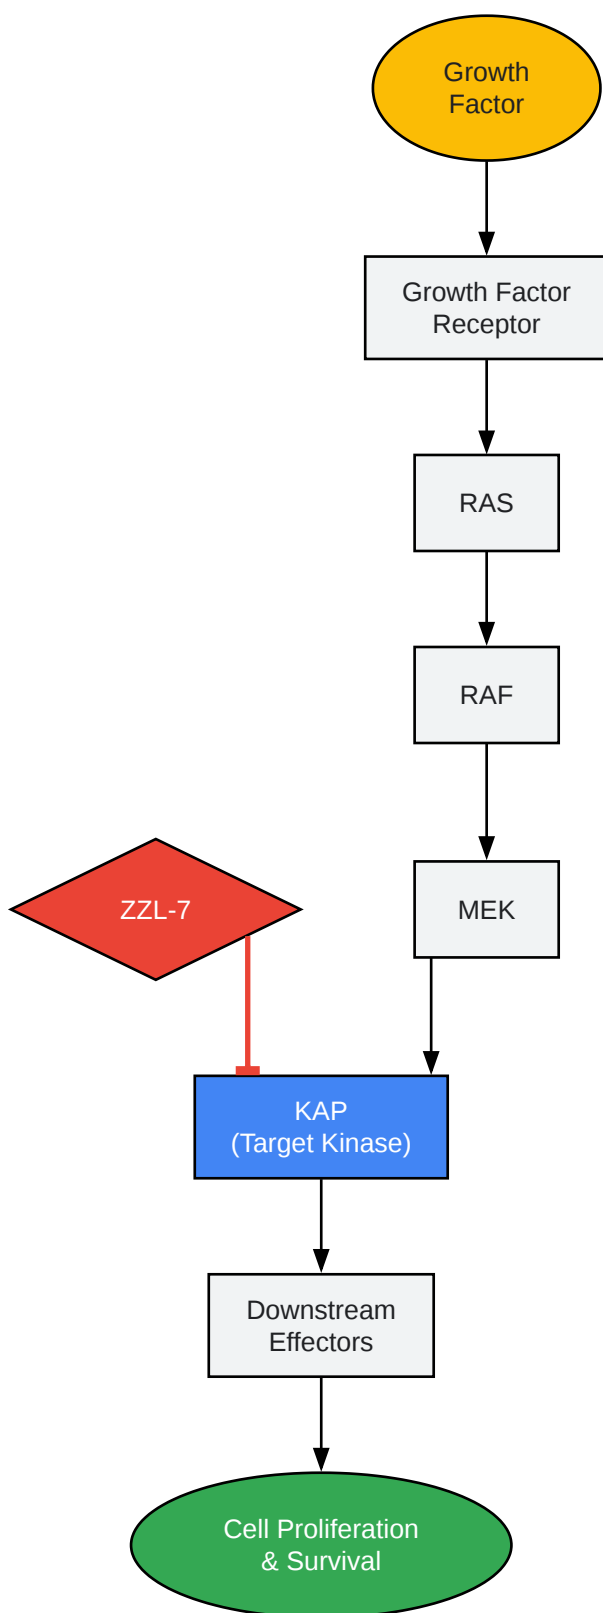 Growth
Factor
Growth Factor
Receptor
RAS
RAF
ZZL-7
MEK
KAP
(Target Kinase)
Downstream
Effectors
Cell Proliferation
& Survival